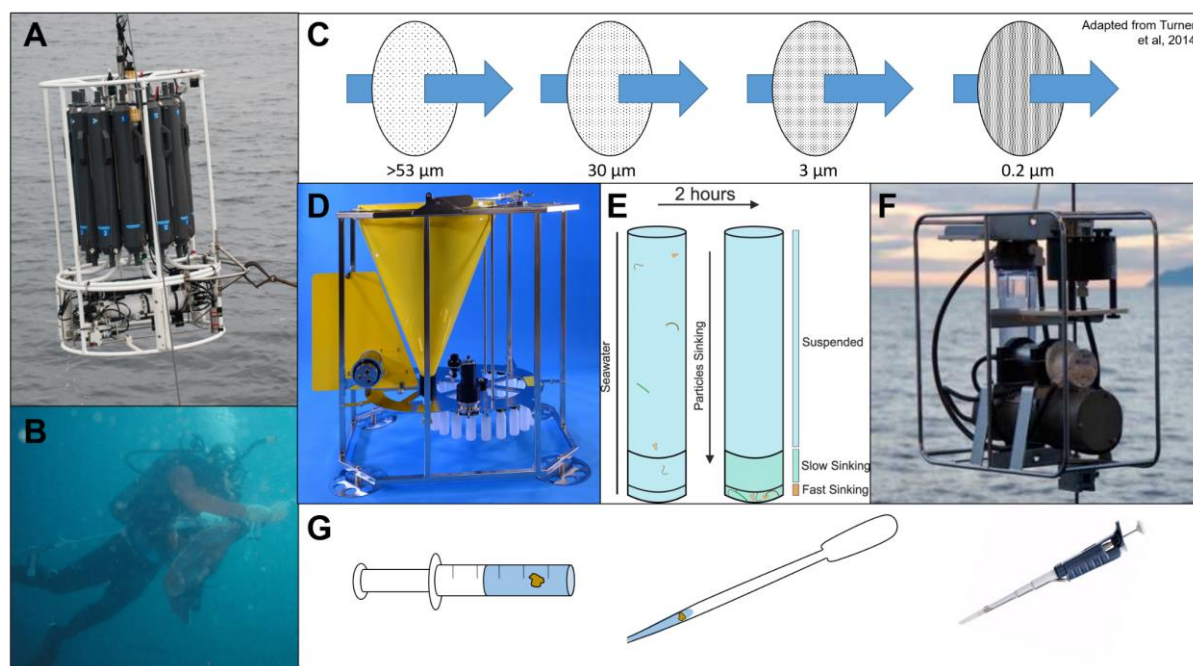 A
C
Adapted from Turner
et al, 2014
>53 µm
30 µm
3 µm
0.2 µm
D
E
2 hours
Seawater
Particles Sinking
Suspended
Slow Sinking
Fast Sinking
F
B
G